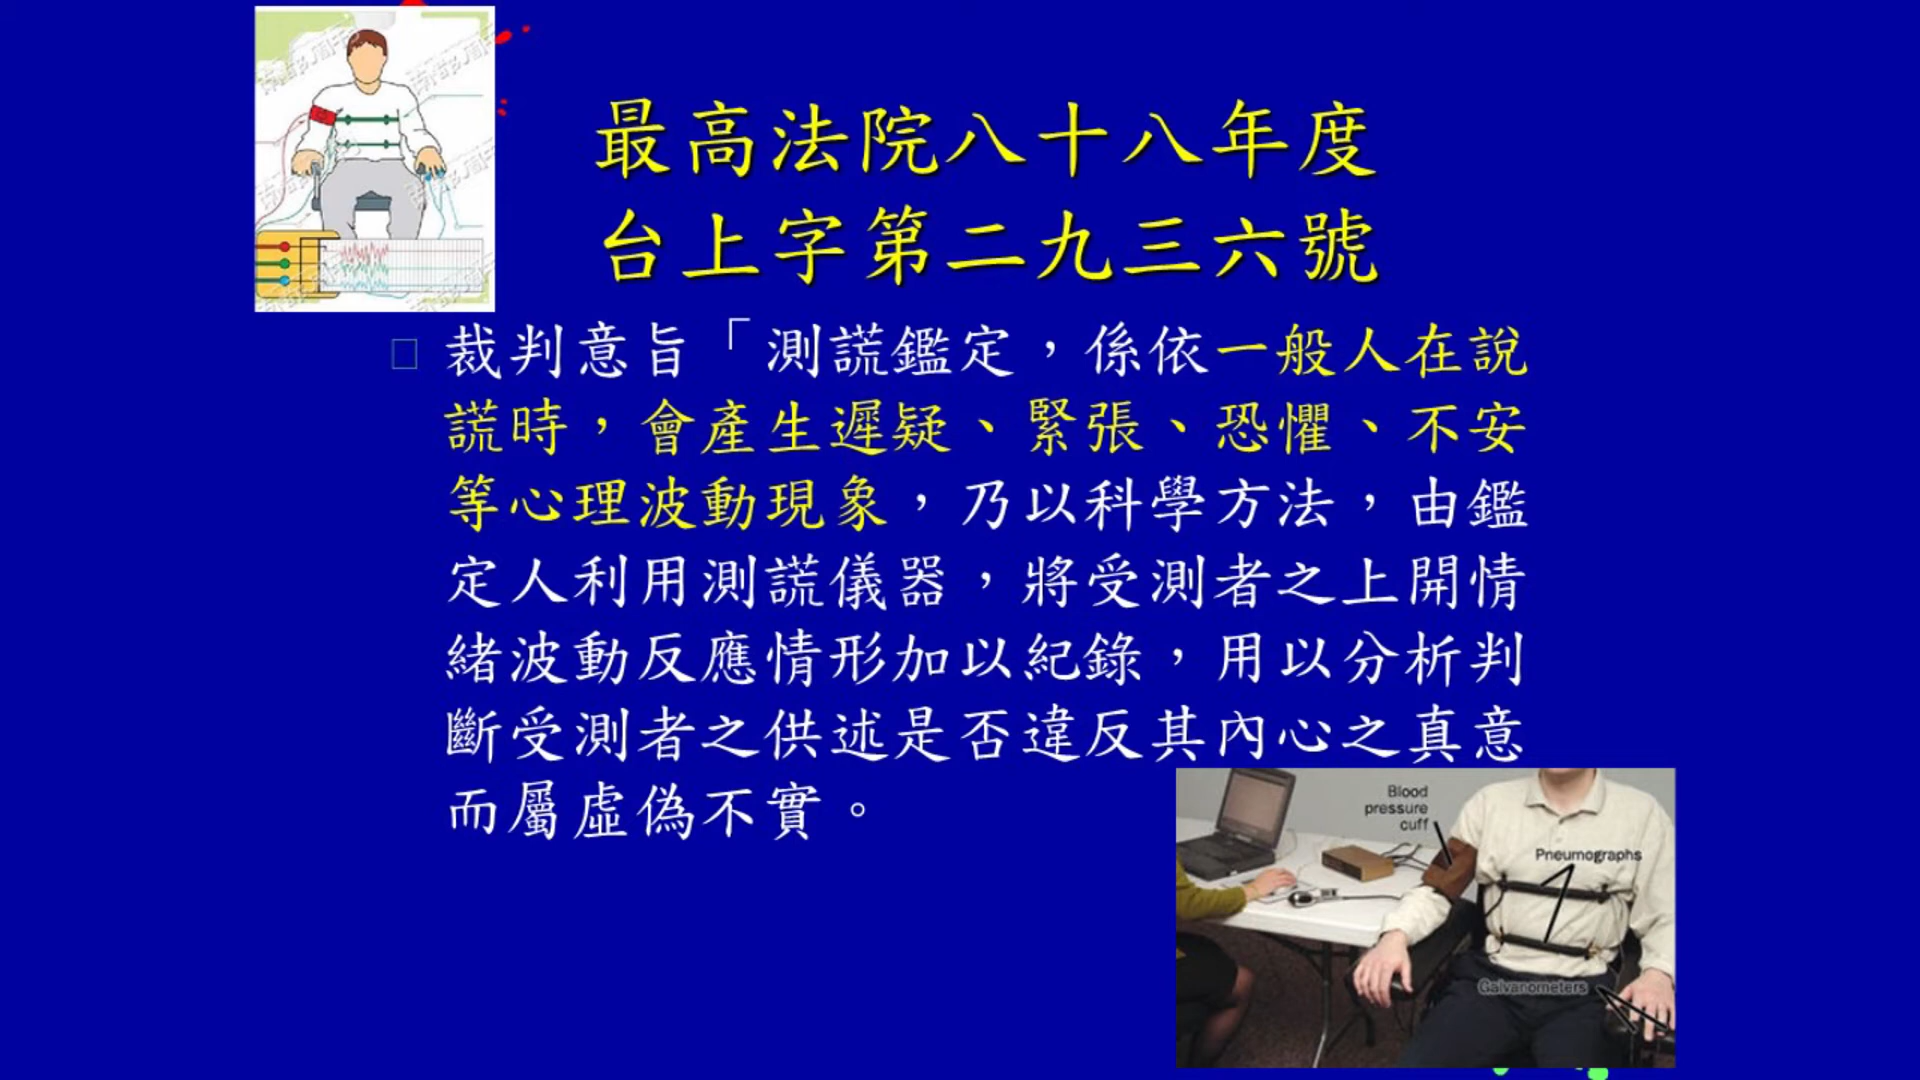 最高法院八十八年度
台上字第二九三六號
裁判意旨「測謊鑑定，係依一般人在說
謊時，會產生遲疑、緊張、恐懼、不安
等心理波動現象，乃以科學方法，由鑑
定人利用測謊儀器，將受測者之上開情
緒波動反應情形加以紀錄，用以分析判
斷受測者之供述是否違反其內心之真意
而屬虛偽不實。
Blood
pressure
cuff
Pneumographs
Galvanometers